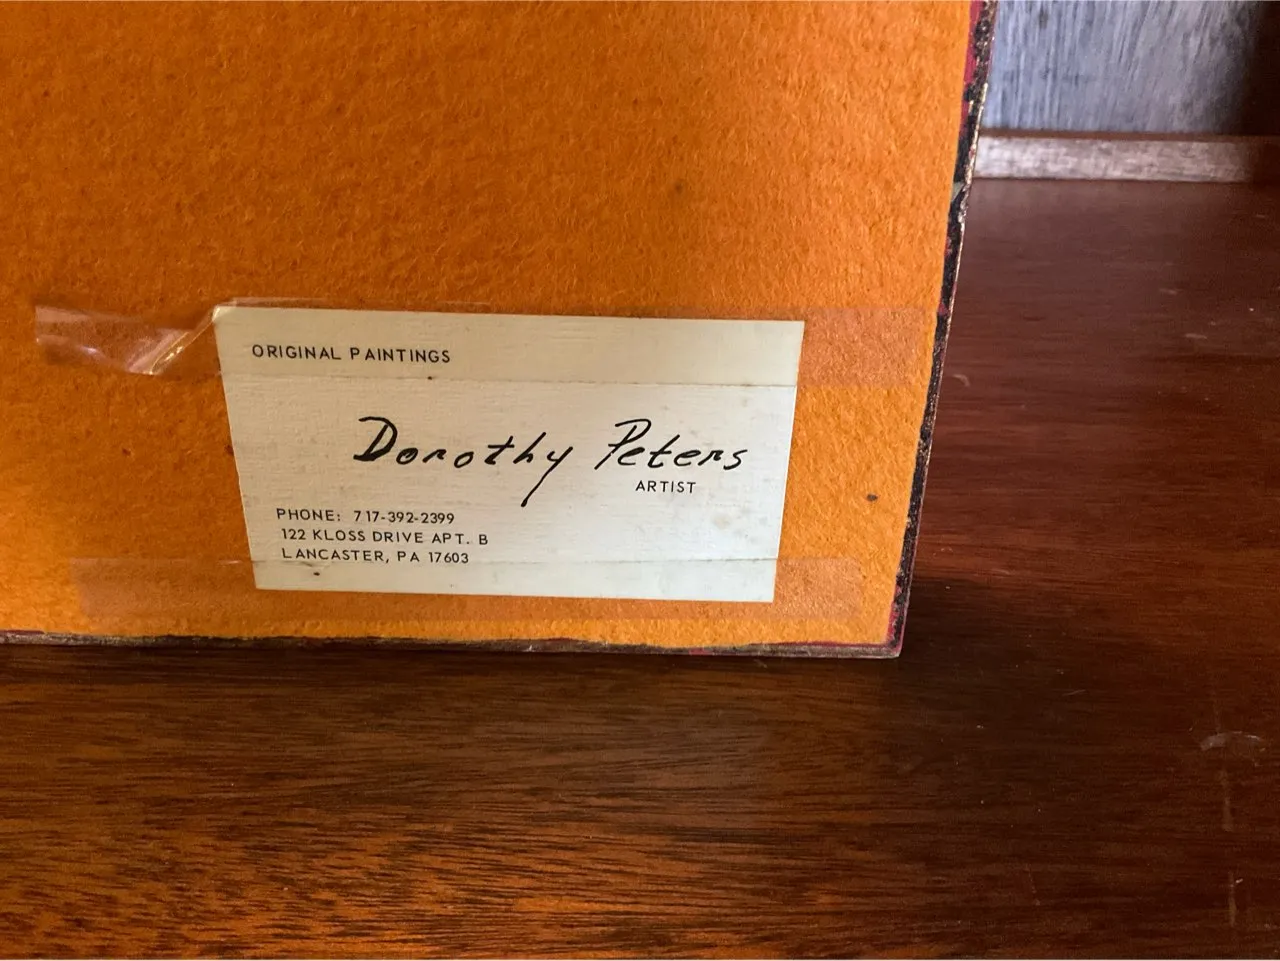 ORIGINAL PAINTINGS
Dorothy Peters
ARTIST
PHONE: 717-392-2399
122 KLOSS DRIVE APT. B
LANCASTER, PA 17603